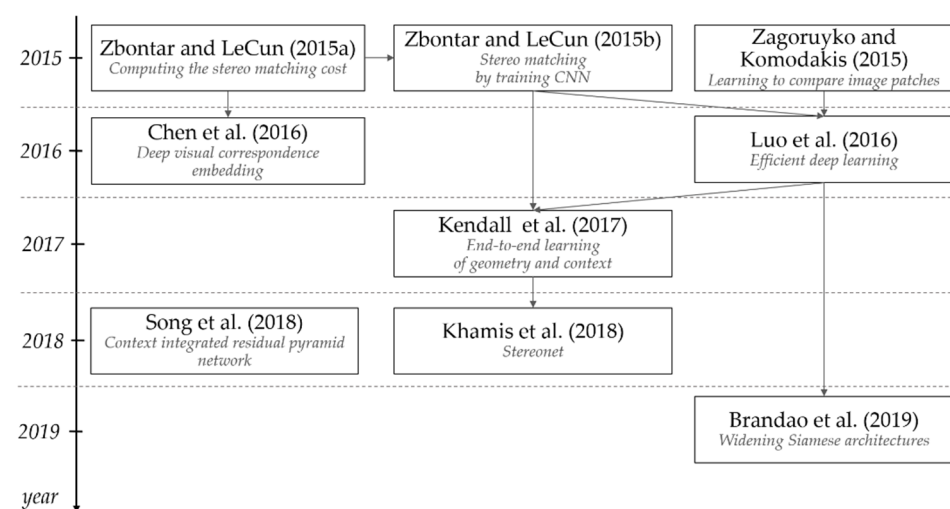 2015
Zbontar and LeCun (2015a)
Computing the stereo matching cost
Zbontar and LeCun (2015b)
Stereo matching
by training CNN
Zagoruyko and
Komodakis (2015)
Learning to compare image patches
2016
Chen et al. (2016)
Deep visual correspondence
embedding
Luo et al. (2016)
Efficient deep learning
2017
Kendall et al. (2017)
End-to-end learning
of geometry and context
2018
Song et al. (2018)
Context integrated residual pyramid
network
Khamis et al. (2018)
Stereonet
2019
Brandao et al. (2019)
Widening Siamese architectures
year